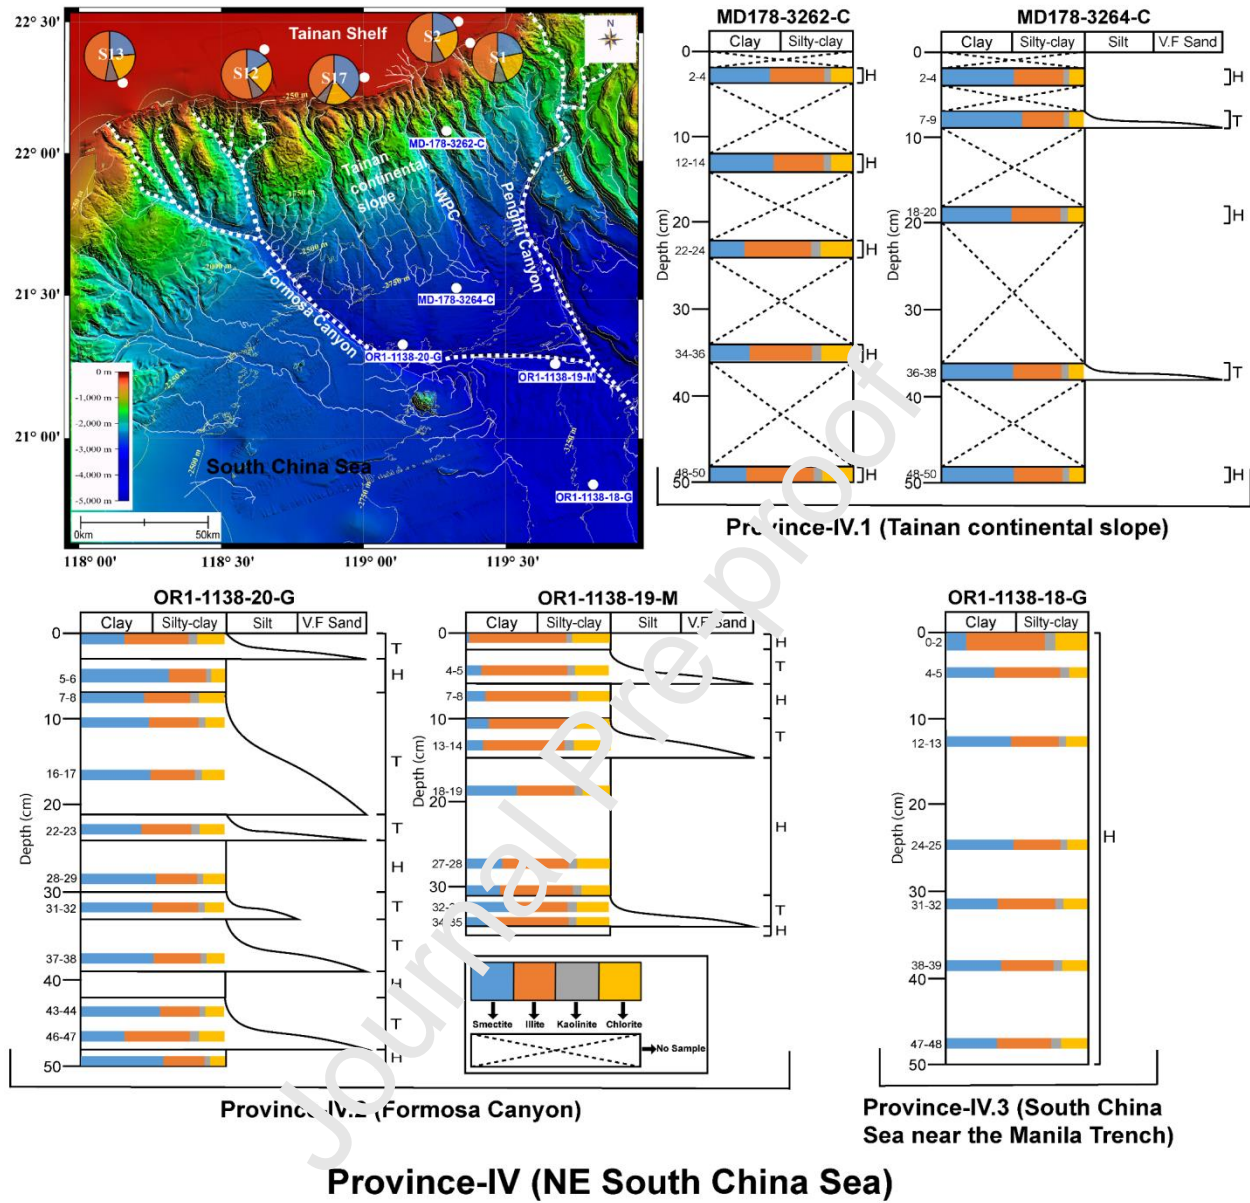 22° 30'
22° 00'
21° 30'
21° 00'
118° 00'
118° 30'
119° 00'
119° 30'
Tainan Shelf
N
S13
S12
S17
S2
S1
-250 m
MD-178-3262-C
Tainan
continental
slope
WPC
Penghu Canyon
Formosa Canyon
MD-178-3264-C
OR1-1138-20-G
OR1-1138-19-M
OR1-1138-18-G
South China Sea
0 m
-1,000 m
-2,000 m
-3,000 m
-4,000 m
-5,000 m
0km 50km
MD178-3262-C
Clay Silty-clay
Depth (cm)
0
2-4 H
10
12-14 H
20
22-24 H
30
34-36 H
40
48-50 H
50
MD178-3264-C
Clay Silty-clay Silt V.F Sand
Depth (cm)
0
2-4 H
7-9 T
10
18-20 H
20
30
36-38 T
40
48-50 H
50
Province-IV.1 (Tainan continental slope)
OR1-1138-20-G
Clay Silty-clay Silt V.F Sand
Depth (cm)
0
T
5-6 H
7-8
10
T
16-17
20
22-23 T
28-29 H
30
31-32 T
37-38 T
40 H
43-44
T
46-47
H
50
OR1-1138-19-M
Clay Silty-clay Silt V.F Sand
Depth (cm)
0
H
4-5 T
7-8 H
10
T
13-14
18-19
20
H
27-28
30
T
34-35
H
Smectite Illite Kaolinite Chlorite
No Sample
Province-IV.2 (Formosa Canyon)
OR1-1138-18-G
Clay Silty-clay
Depth (cm)
0
0-2
4-5
10
12-13
20
24-25
H
30
31-32
38-39
40
47-48
50
Province-IV.3 (South China
Sea near the Manila Trench)
Journal Pre-proof
Province-IV (NE South China Sea)